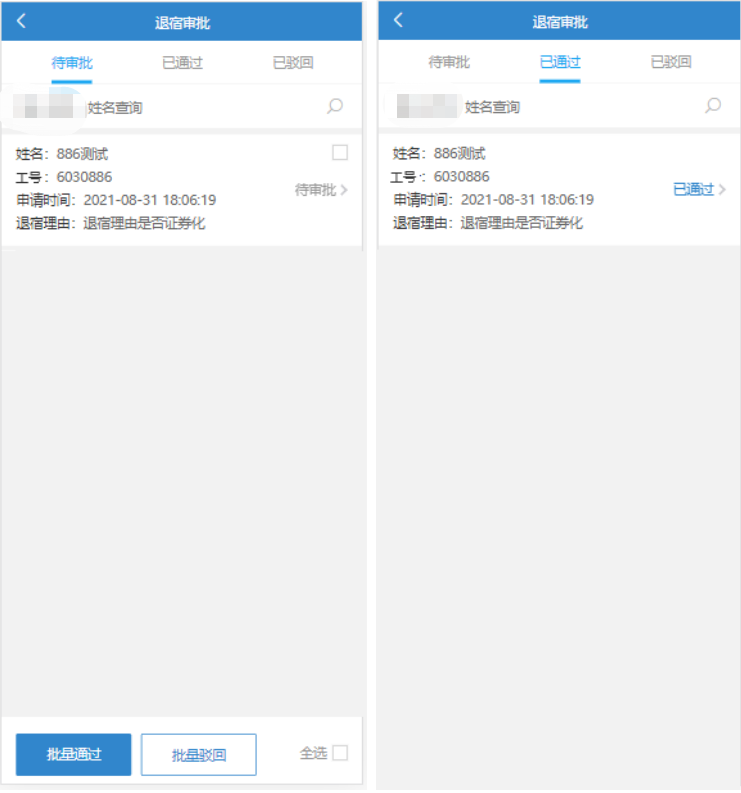 退宿审批
待审批 已通过 已驳回
姓名查询
姓名：886测试
工号：6030886
待审批
申请时间：2021-08-31 18:06:19
退宿理由：退宿理由是否证券化
批量通过 批量驳回 全选
退宿审批
待审批 已通过 已驳回
姓名查询
姓名：886测试
工号：6030886
已通过
申请时间：2021-08-31 18:06:19
退宿理由：退宿理由是否证券化